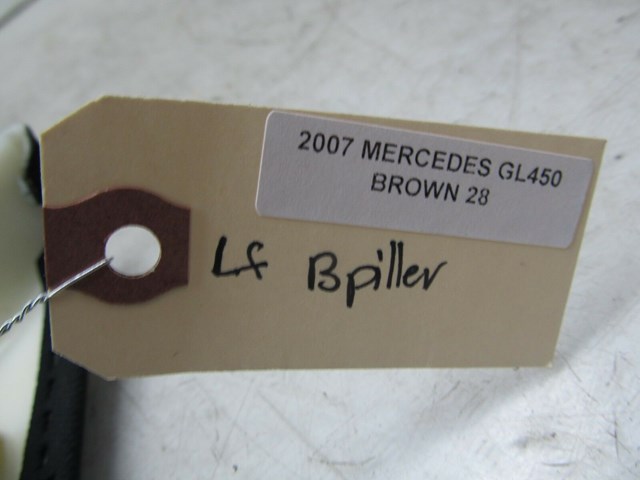 2007 MERCEDES GL450
BROWN 28
Lf Bpiller